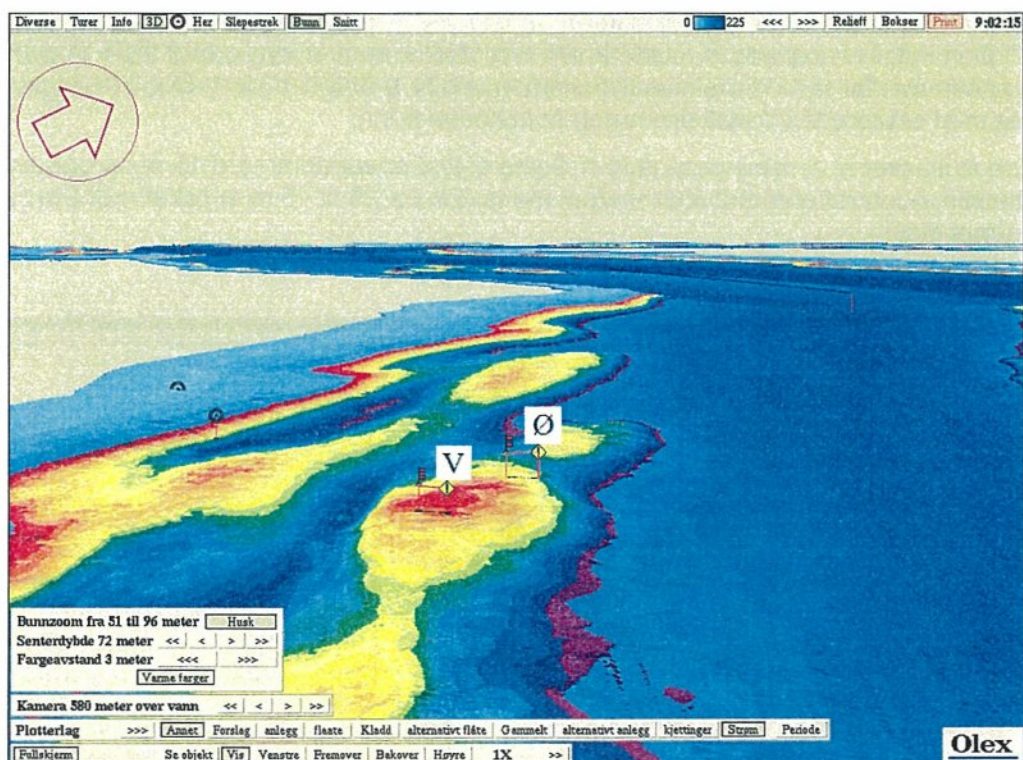 Diverse Turer Info 3D Her Slepestrek Bunn Snitt 0 225 <<< >>> Relieff Bokser Print 9:02:15
Ø
V
Bunnzoom fra 51 til 96 meter Husk
Senterdybde 72 meter << < > >>
Fargeavstand 3 meter <<< >>>
Varme farger
Kamera 580 meter over vann << < > >>
Plotterlag >>> Annet Forslag anlegg flaate Kladd alternativt flåte Gammelt alternativt anlegg kjettinger Strøm Periode
Fullskjerm Se objekt Vis Venstre Fremover Bakover Høyre 1X >>
Olex